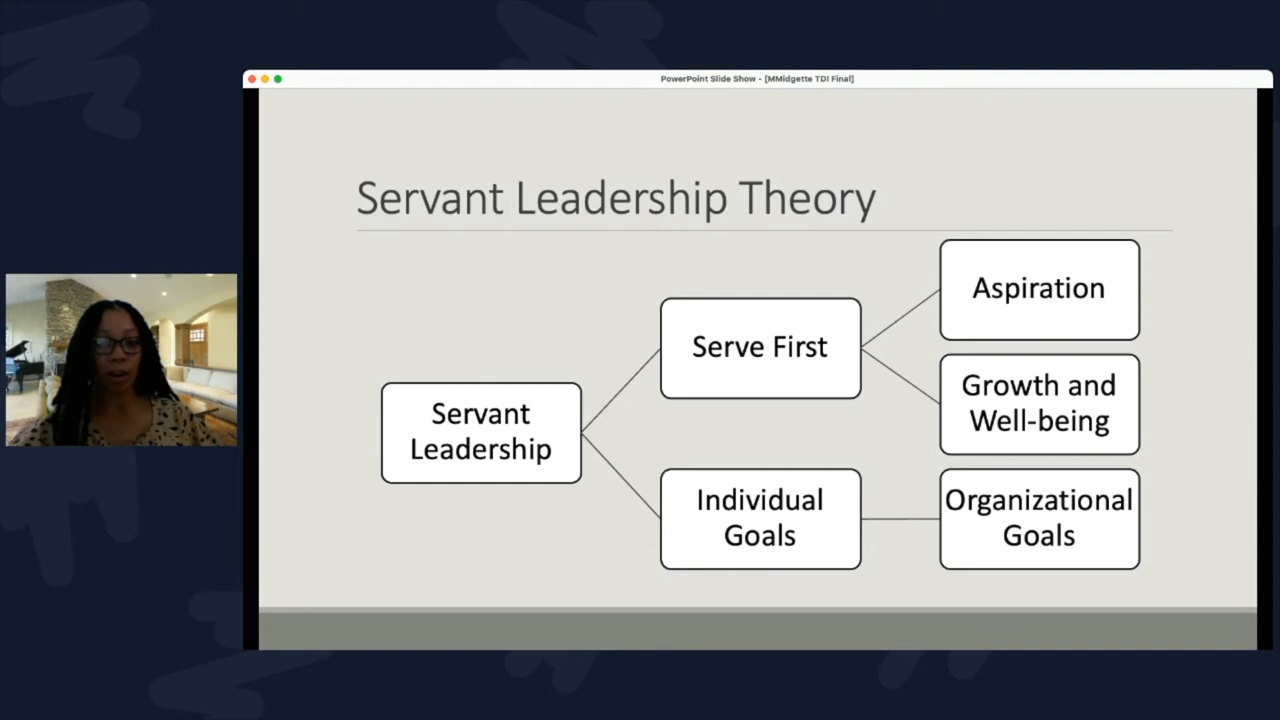 PowerPoint Slide Show - [MMidgette TDI Final]
Servant Leadership Theory
Servant
Leadership
Serve First
Aspiration
Growth and
Well-being
Individual
Goals
Organizational
Goals